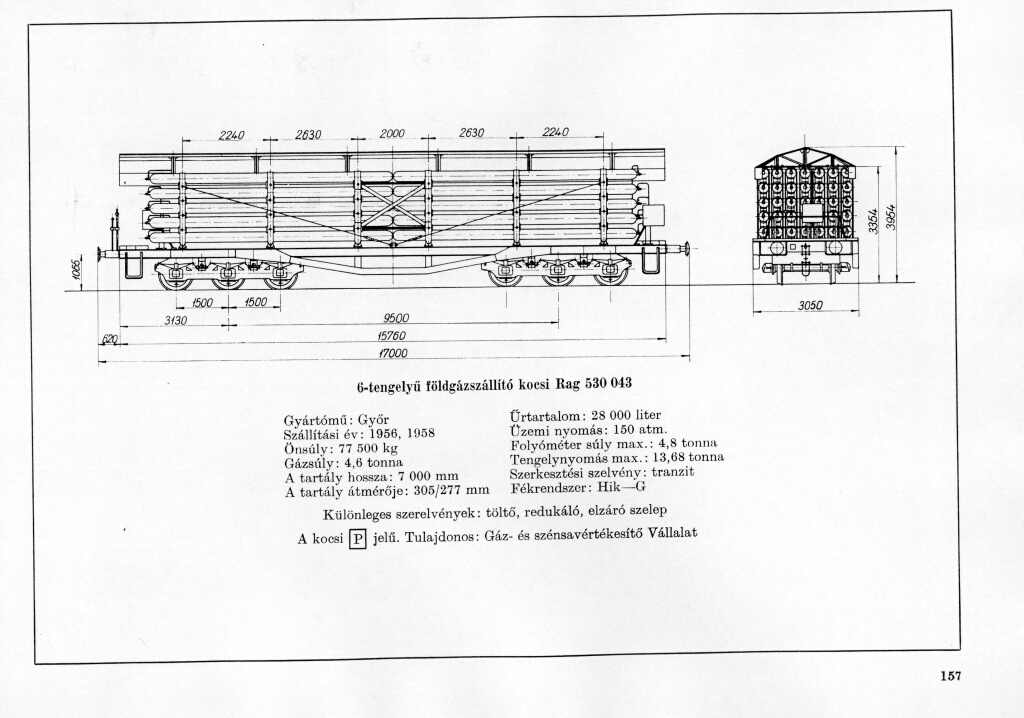 2240 2630 2000 2630 2240
3354
3954
1065
1500 1500
3050
3130 9500
620 15760
17000
6-tengelyű földgázszállító kocsi Rag 530 043
Gyártómű: Győr
Szállítási év: 1956, 1958
Önsúly: 77 500 kg
Gázsúly: 4,6 tonna
A tartály hossza: 7 000 mm
A tartály átmérője: 305/277 mm
Űrtartalom: 28 000 liter
Üzemi nyomás: 150 atm.
Folyóméter súly max.: 4,8 tonna
Tengelynyomás max.: 13,68 tonna
Szerkesztési szelvény: tranzit
Fékrendszer: Hik—G
Különleges szerelvények: töltő, redukáló, elzáró szelep
A kocsi P jelű. Tulajdonos: Gáz- és szénsavértékesítő Vállalat
157